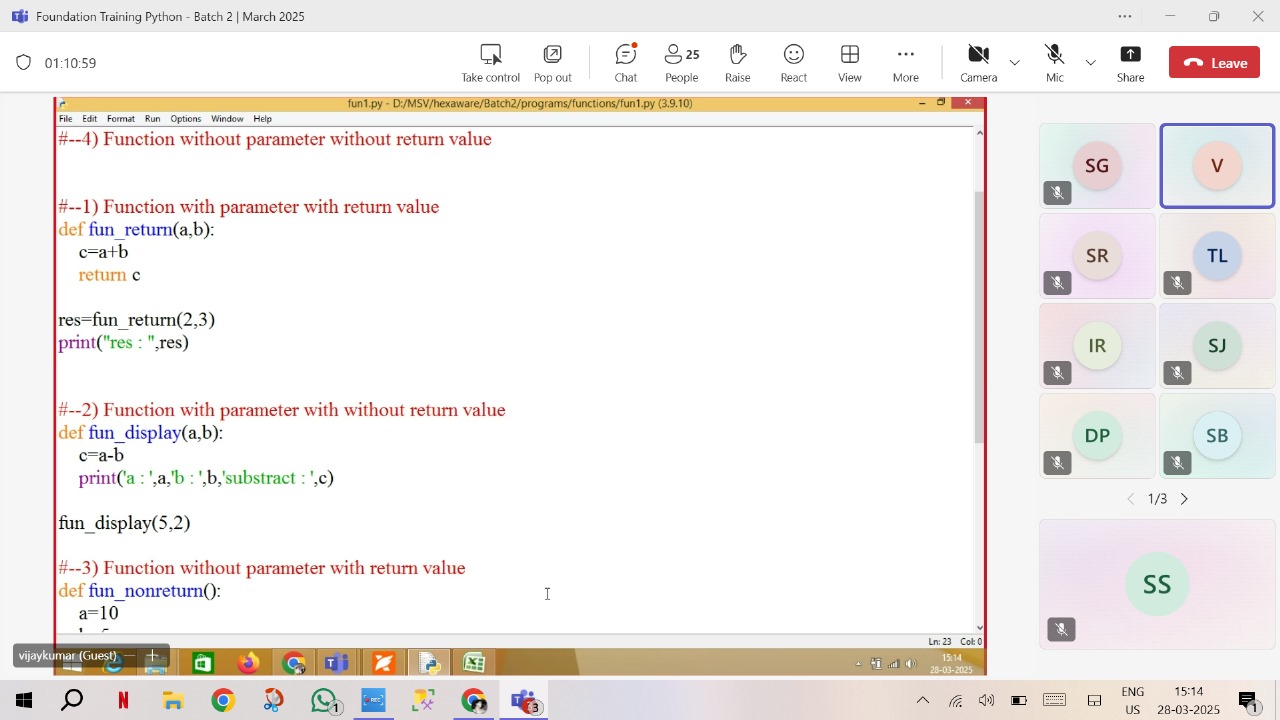 Foundation Training Python - Batch 2 | March 2025
01:10:59
Take control
Pop out
Chat
People
25
Raise
React
View
More
Camera
Mic
Share
Leave
fun1.py - D:/MSV/hexaware/Batch2/programs/functions/fun1.py (3.9.10)
File Edit Format Run Options Window Help
#--4) Function without parameter without return value
#--1) Function with parameter with return value
def fun_return(a,b):
c=a+b
return c
res=fun_return(2,3)
print("res : ",res)
#--2) Function with parameter with without return value
def fun_display(a,b):
c=a-b
print('a : ',a,'b : ',b,'substract : ',c)
fun_display(5,2)
#--3) Function without parameter with return value
def fun_nonreturn():
a=10
Ln: 23 Col: 0
vijaykumar (Guest)
15:14
28-03-2025
SG
V
SR
TL
IR
SJ
DP
SB
1/3
SS
ENG
US
15:14
28-03-2025
1
3
1